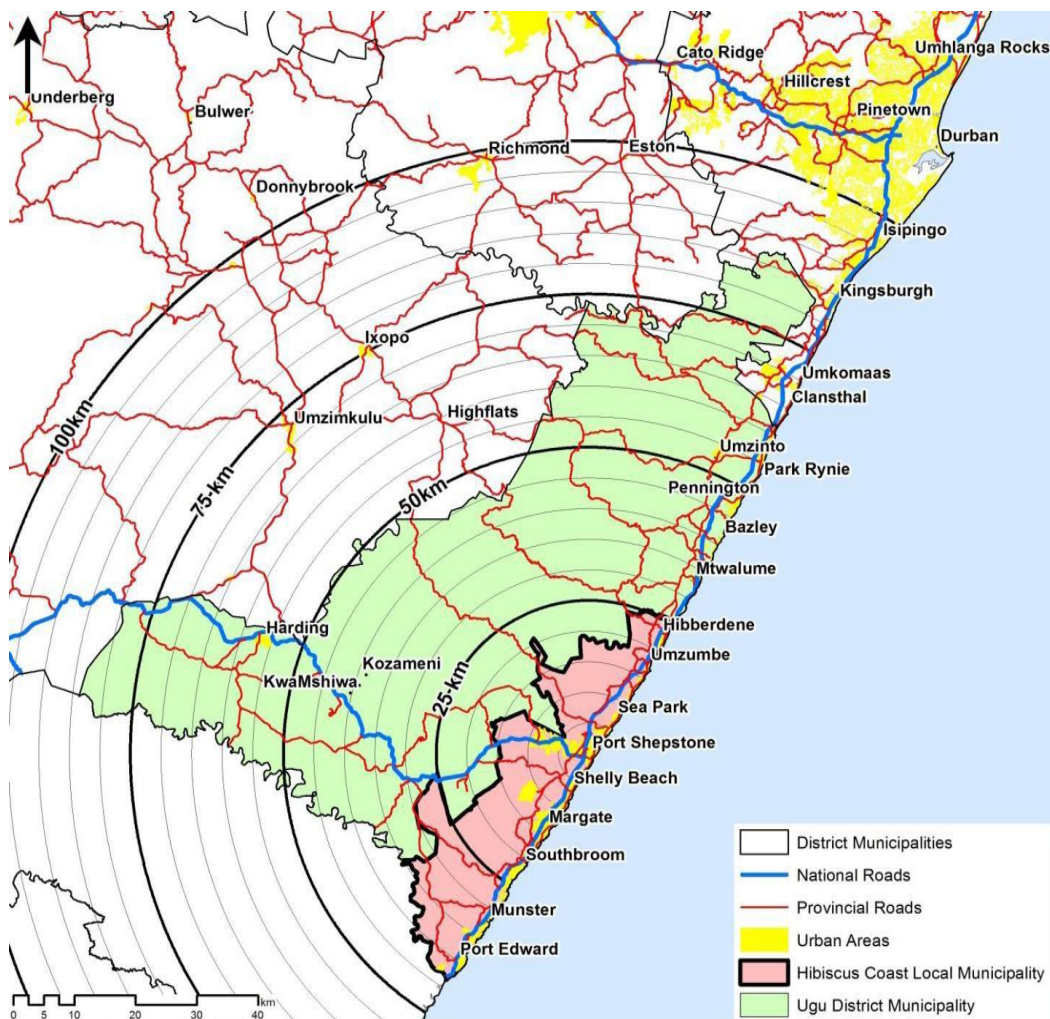 Umhlanga Rocks
Cato Ridge
Hillcrest
Underberg
Bulwer
Pinetown
Durban
Richmond
Eston
Donnybrook
Isipingo
Kingsburgh
Ixopo
Umkomaas
Clansthal
Highflats
Umzimkulu
100km
75-km
50km
Umzinto
Park Rynie
Pennington
Bazley
Mtwalume
Hibberdene
Harding
Umzumbe
Kozameni
KwaMshiwa
25-km
Sea Park
Port Shepstone
Shelly Beach
Margate
Southbroom
Munster
Port Edward
District Municipalities
National Roads
Provincial Roads
Urban Areas
Hibiscus Coast Local Municipality
Ugu District Municipality
km
0 5 10 20 30 40